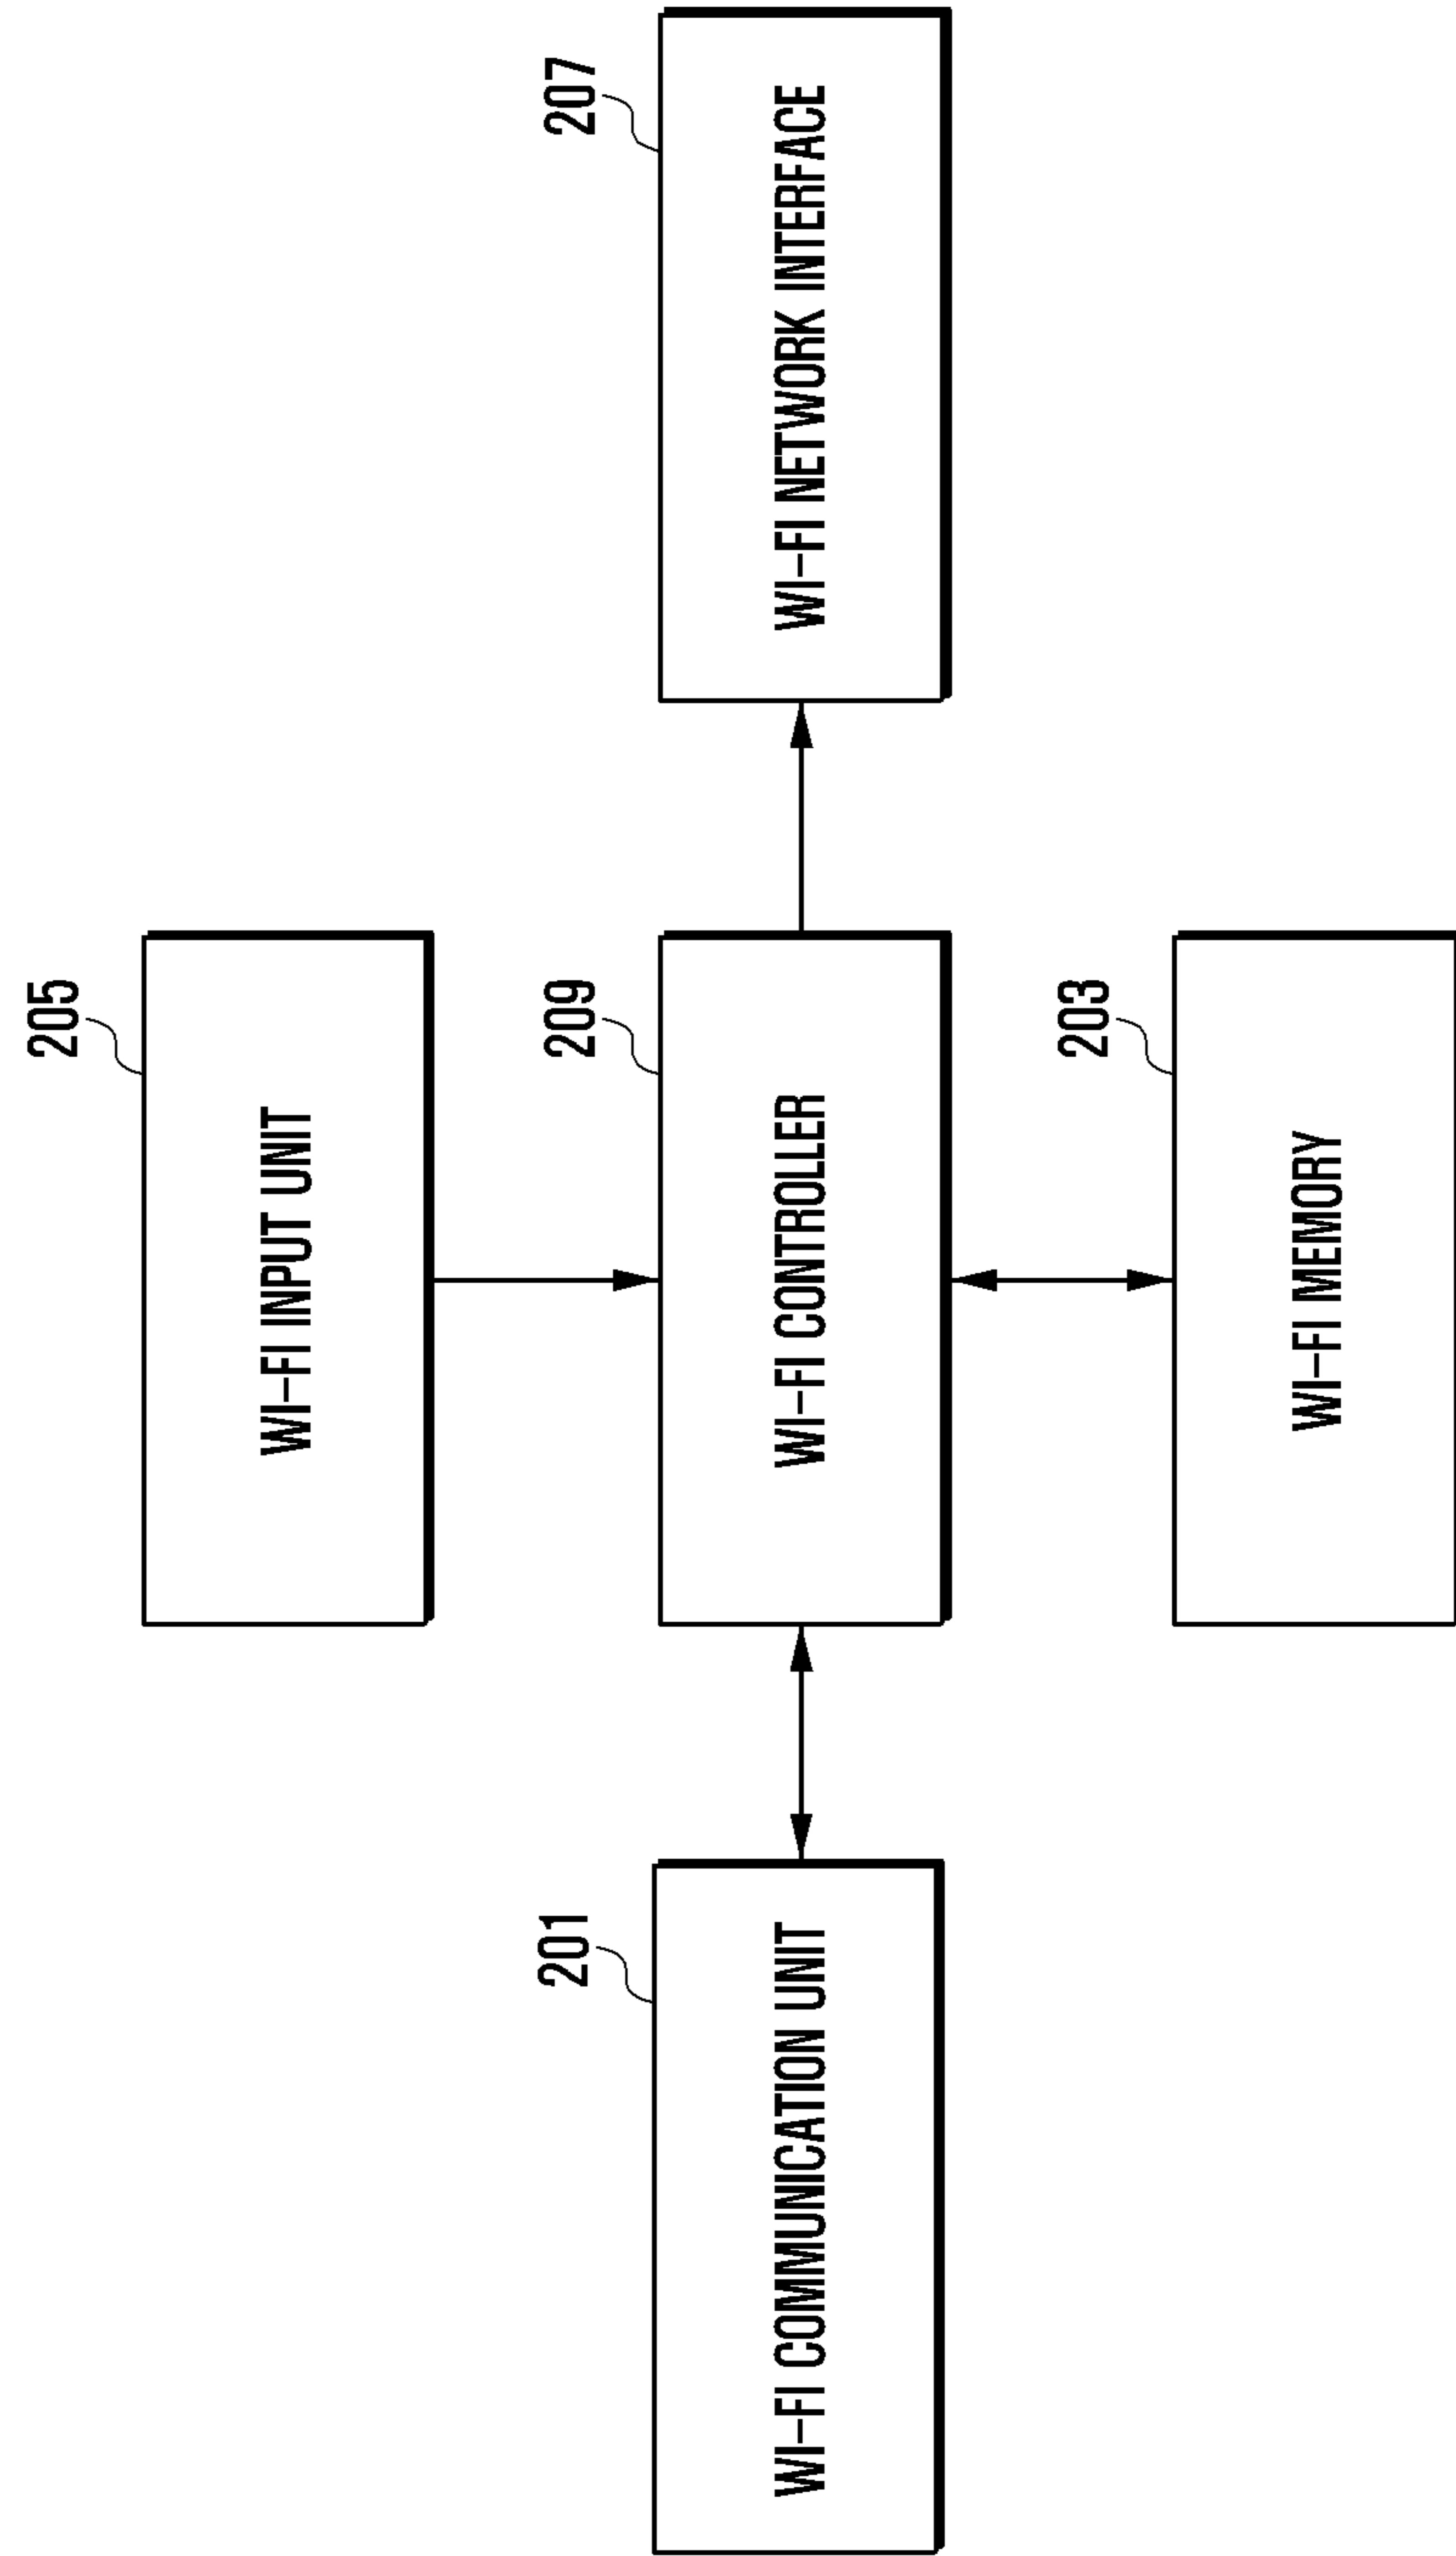 205
WI-FI INPUT UNIT
201
WI-FI COMMUNICATION UNIT
209
WI-FI CONTROLLER
207
WI-FI NETWORK INTERFACE
203
WI-FI MEMORY